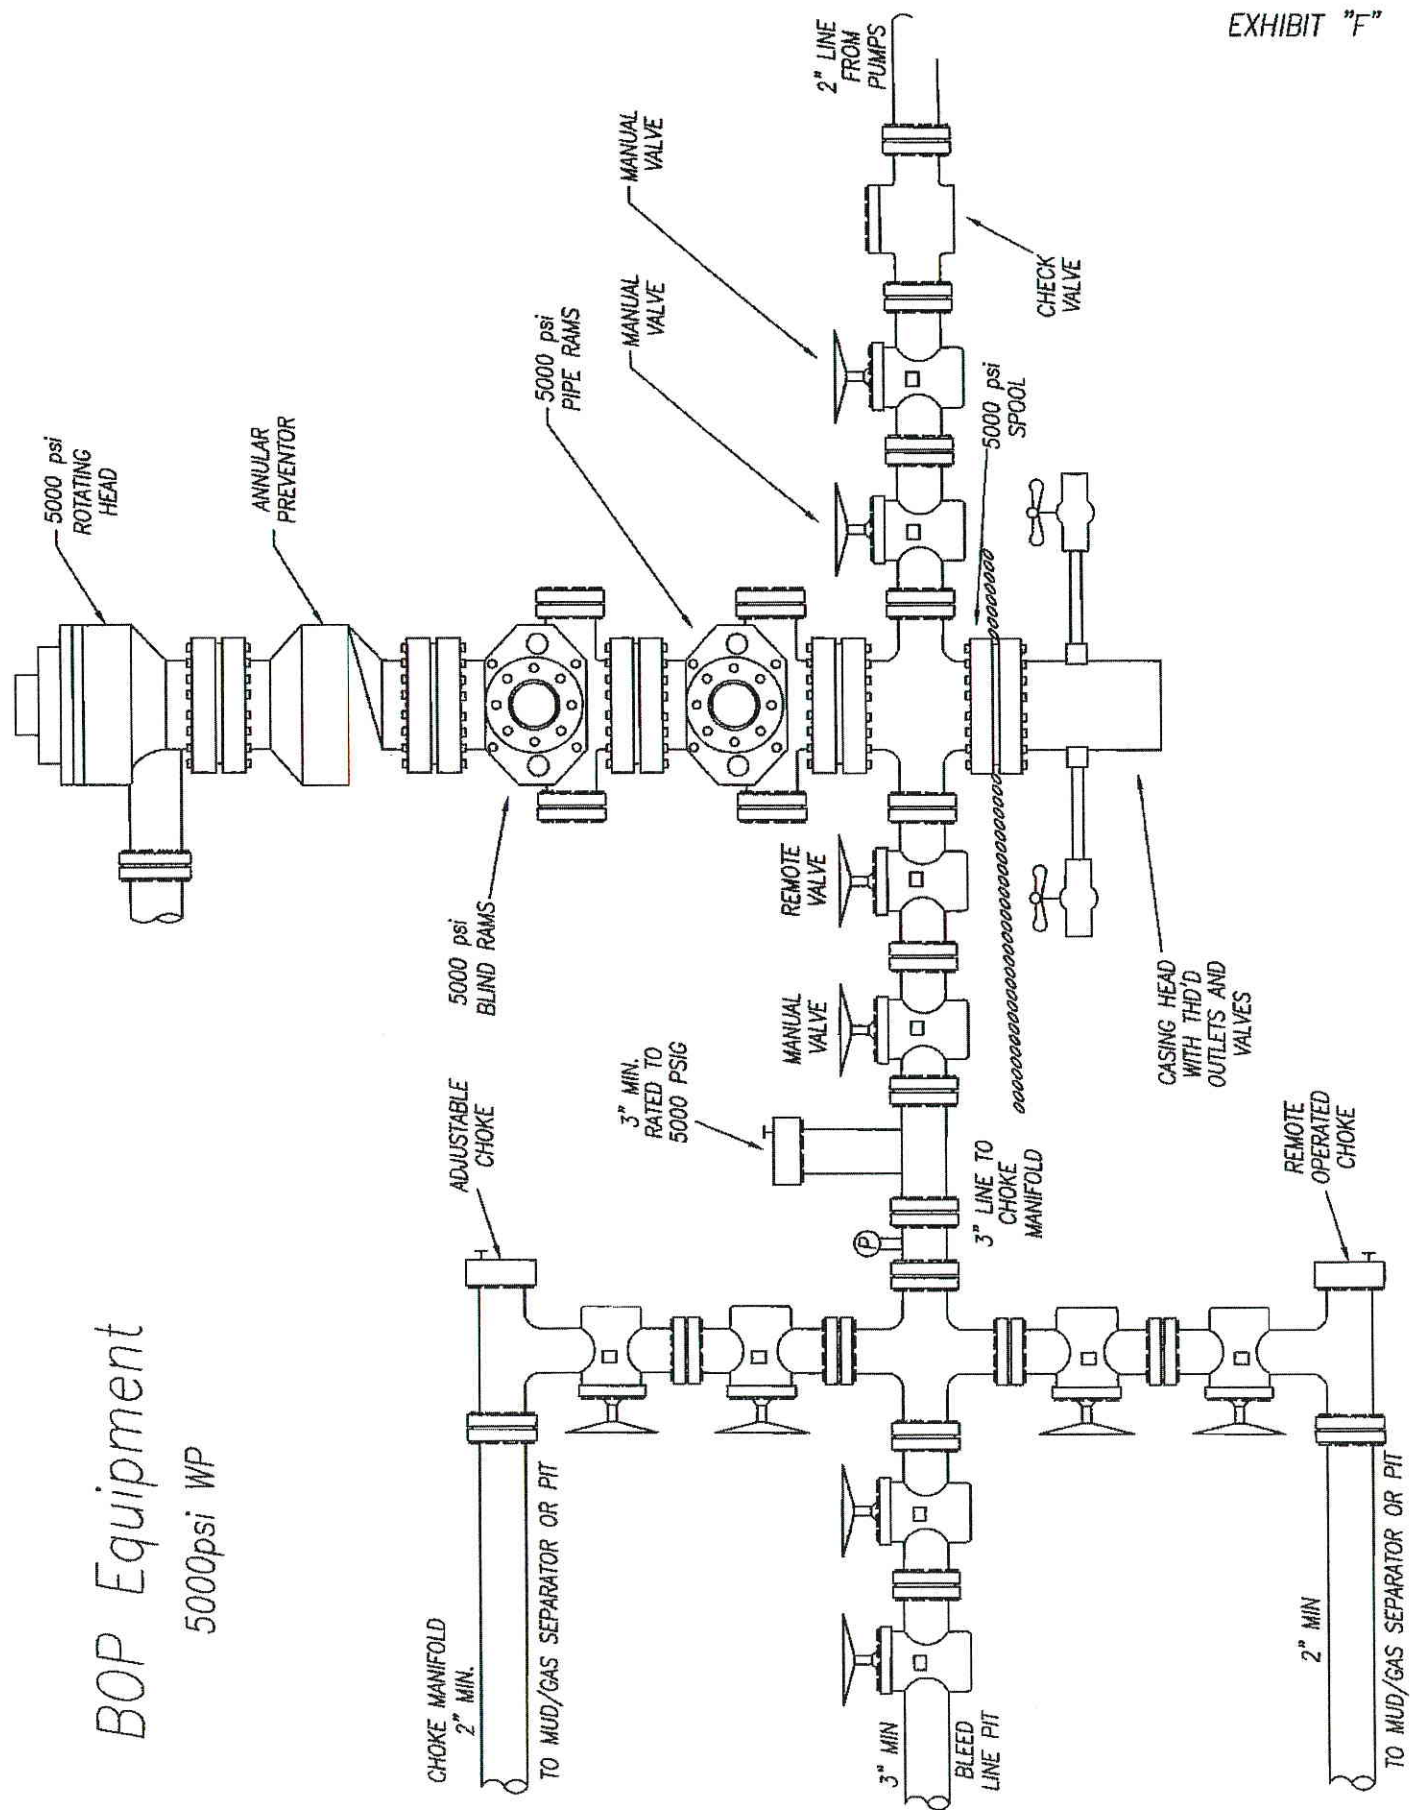 EXHIBIT "F"
BOP Equipment
5000psi WP
5000 psi
ROTATING
HEAD
ANNULAR
PREVENTOR
5000 psi
BLIND RAMS
5000 psi
PIPE RAMS
MANUAL
VALVE
MANUAL
VALVE
2" LINE
FROM
PUMPS
CHECK
VALVE
5000 psi
SPOOL
REMOTE
VALVE
MANUAL
VALVE
3" MIN.
RATED TO
5000 PSIG
3" LINE TO
CHOKE
MANIFOLD
P
CASING HEAD
WITH THD'D
OUTLETS AND
VALVES
ADJUSTABLE
CHOKE
REMOTE
OPERATED
CHOKE
CHOKE MANIFOLD
2" MIN.
TO MUD/GAS SEPARATOR OR PIT
3" MIN
BLEED
LINE PIT
2" MIN
TO MUD/GAS SEPARATOR OR PIT